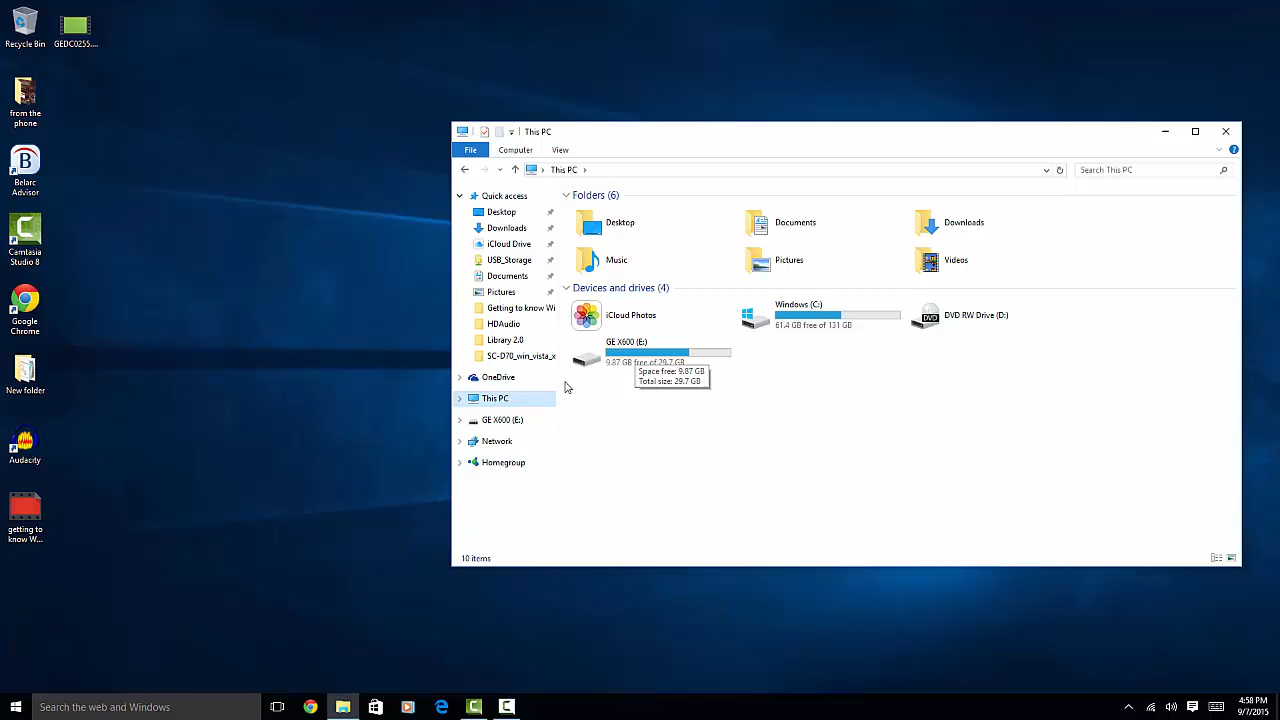 Recycle Bin
GEDC0255....
from the
phone
Belarc
Advisor
Camtasia
Studio 8
Google
Chrome
New folder
Audacity
getting to
know W...
This PC
File
Computer
View
This PC
Search This PC
Quick access
Desktop
Downloads
iCloud Drive
USB_Storage
Documents
Pictures
Getting to know Wi
HDAudio
Library 2.0
SC-D70_win_vista_x
OneDrive
This PC
GE X600 (E:)
Network
Homegroup
Folders (6)
Desktop
Documents
Downloads
Music
Pictures
Videos
Devices and drives (4)
iCloud Photos
Windows (C:)
61.4 GB free of 131 GB
DVD RW Drive (D:)
DVD
GE X600 (E:)
9.87 GB free of 29.7 GB
Space free: 9.87 GB
Total size: 29.7 GB
10 items
Search the web and Windows
4:58 PM
9/7/2015